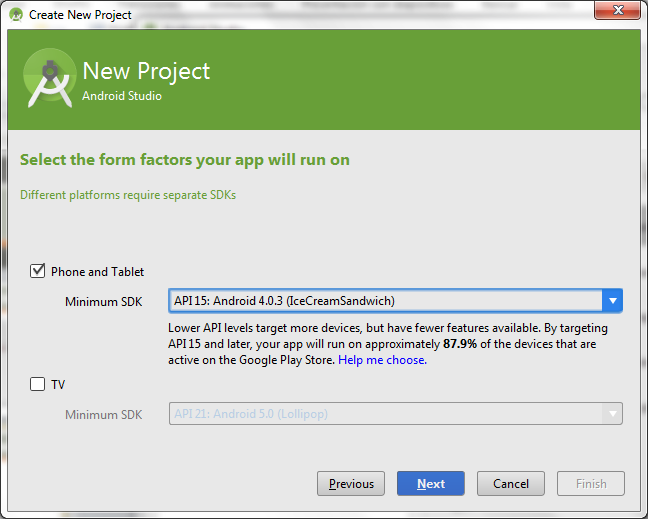 Create New Project
New Project
Android Studio
Select the form factors your app will run on
Different platforms require separate SDKs
Phone and Tablet
Minimum SDK
API 15: Android 4.0.3 (IceCreamSandwich)
Lower API levels target more devices, but have fewer features available. By targeting
API 15 and later, your app will run on approximately 87.9% of the devices that are
active on the Google Play Store. Help me choose.
TV
Minimum SDK
API 21: Android 5.0 (Lollipop)
Previous
Next
Cancel
Finish